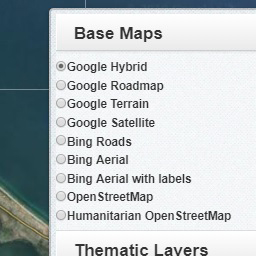 Base Maps
Google Hybrid
Google Roadmap
Google Terrain
Google Satellite
Bing Roads
Bing Aerial
Bing Aerial with labels
OpenStreetMap
Humanitarian OpenStreetMap
Thematic Layers